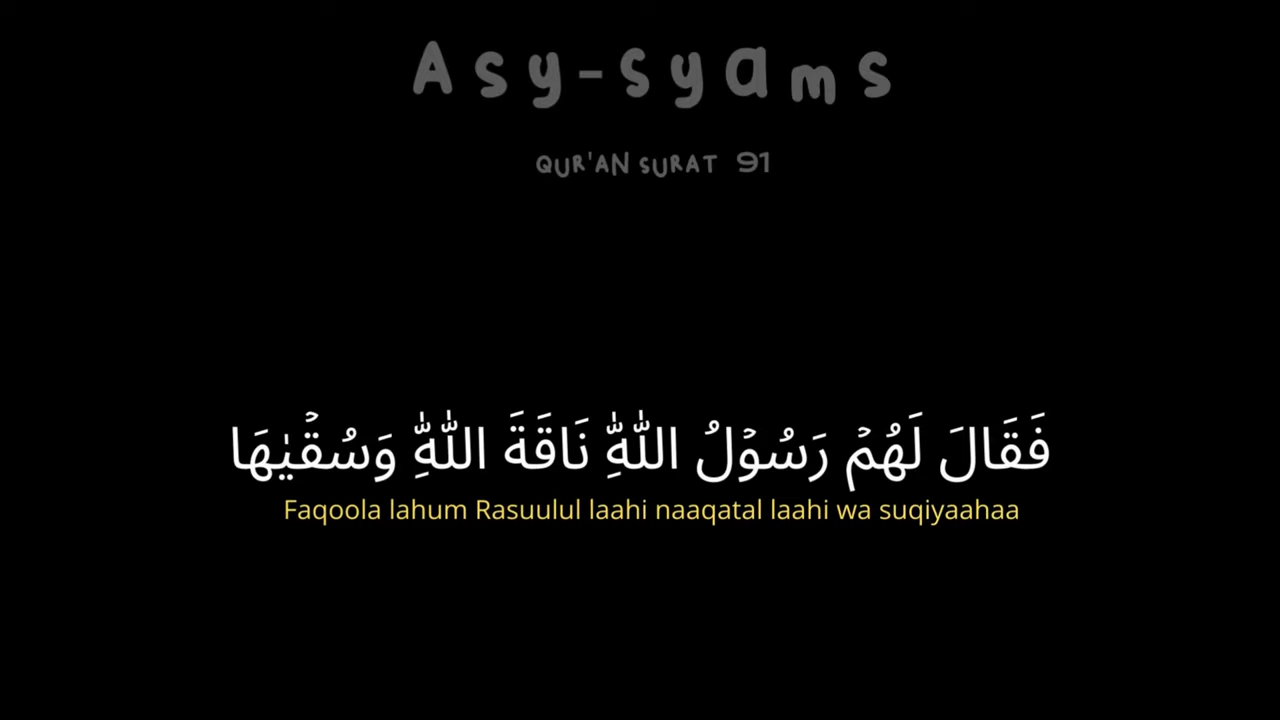 Asy-syams
QUR'AN SURAT 91
فَقَالَ لَهُمْ رَسُوْلُ اللّٰهِ نَاقَةَ اللّٰهِ وَسُقْيٰهَا
Faqoola lahum Rasuulul laahi naaqatal laahi wa suqiyaahaa